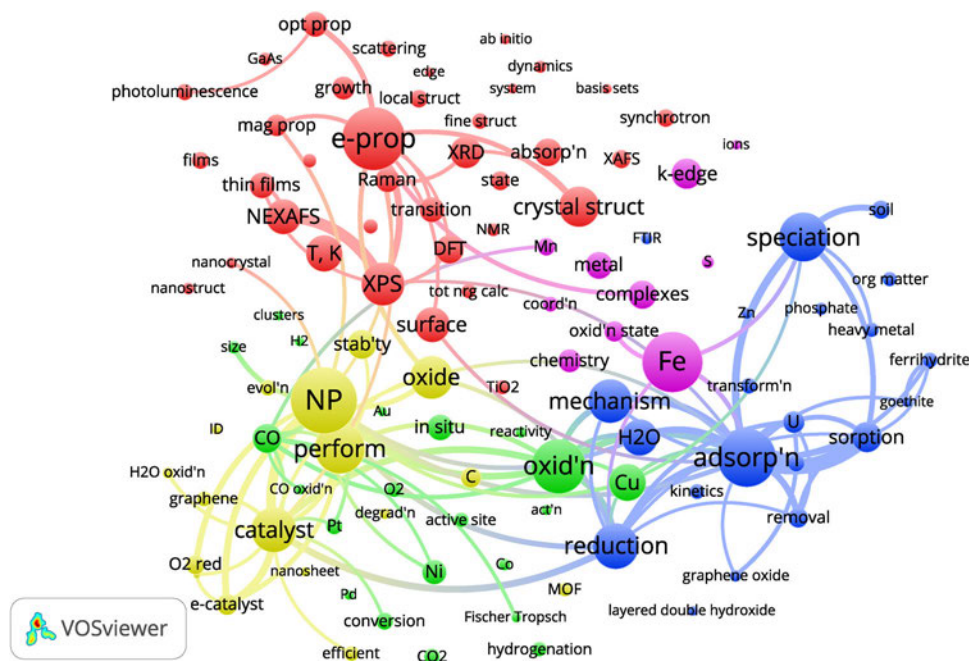 opt prop
scattering
ab initio
GaAs
edge
dynamics
photoluminescence
growth
local struct
system
basis sets
mag prop
fine struct
synchrotron
e-prop
ions
films
XRD
absorp'n
XAFS
k-edge
thin films
Raman
state
NEXAFS
transition
crystal struct
soil
NMR
speciation
FTIR
Mn
T, K
DFT
nanocrystal
metal
S
org matter
XPS
nanostruct
tot nrg calc
complexes
coord'n
clusters
surface
Zn
phosphate
oxid'n state
heavy metal
H2
stab'ty
size
chemistry
Fe
ferrihydrite
evol'n
oxide
TiO2
transform'n
NP
mechanism
goethite
Au
ID
CO
in situ
reactivity
H2O
U
sorption
perform
adsorp'n
H2O oxid'n
C
oxid'n
Cu
CO oxid'n
O2
kinetics
graphene
degrad'n
act'n
removal
Pt
active site
catalyst
reduction
O2 red
nanosheet
Ni
Co
graphene oxide
e-catalyst
Pd
MOF
conversion
Fischer Tropsch
layered double hydroxide
efficient
CO2
hydrogenation
VOSviewer